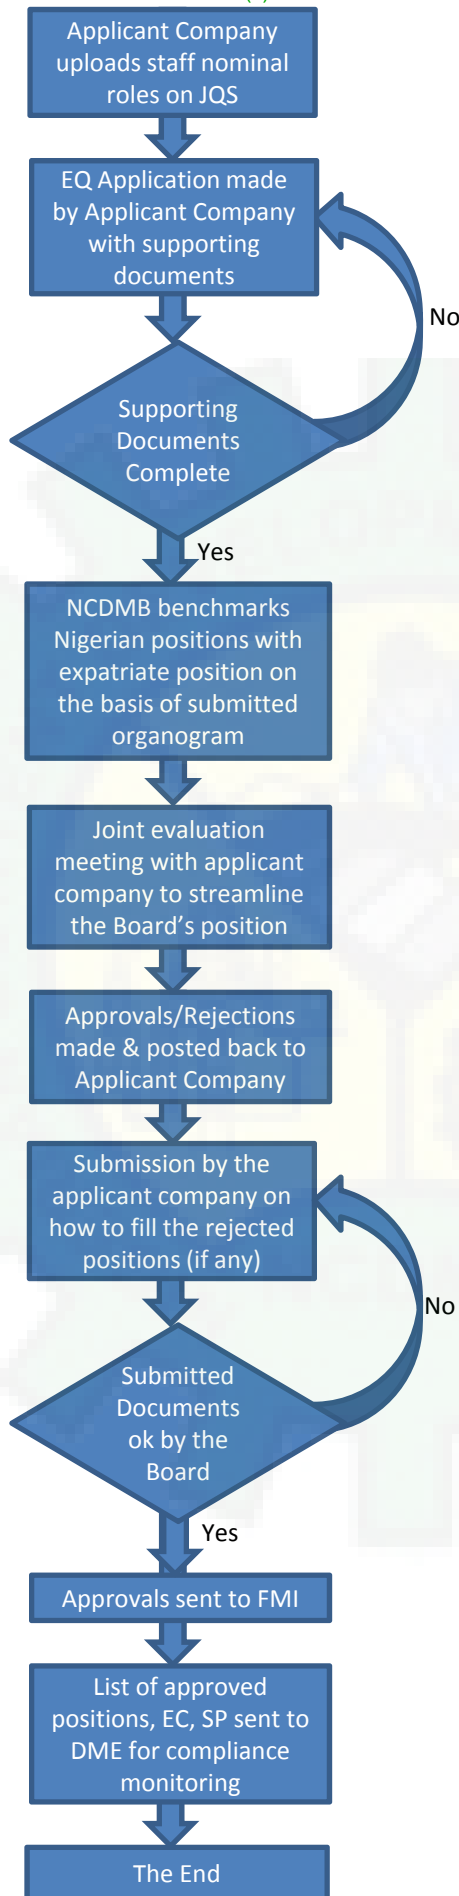 Applicant Company
uploads staff nominal
roles on JQS
EQ Application made
by Applicant Company
with supporting
documents
No
Supporting
Documents
Complete
Yes
NCDMB benchmarks
Nigerian positions with
expatriate position on
the basis of submitted
organogram
Joint evaluation
meeting with applicant
company to streamline
the Board’s position
Approvals/Rejections
made & posted back to
Applicant Company
Submission by the
applicant company on
how to fill the rejected
positions (if any)
No
Submitted
Documents
ok by the
Board
Yes
Approvals sent to FMI
List of approved
positions, EC, SP sent to
DME for compliance
monitoring
The End